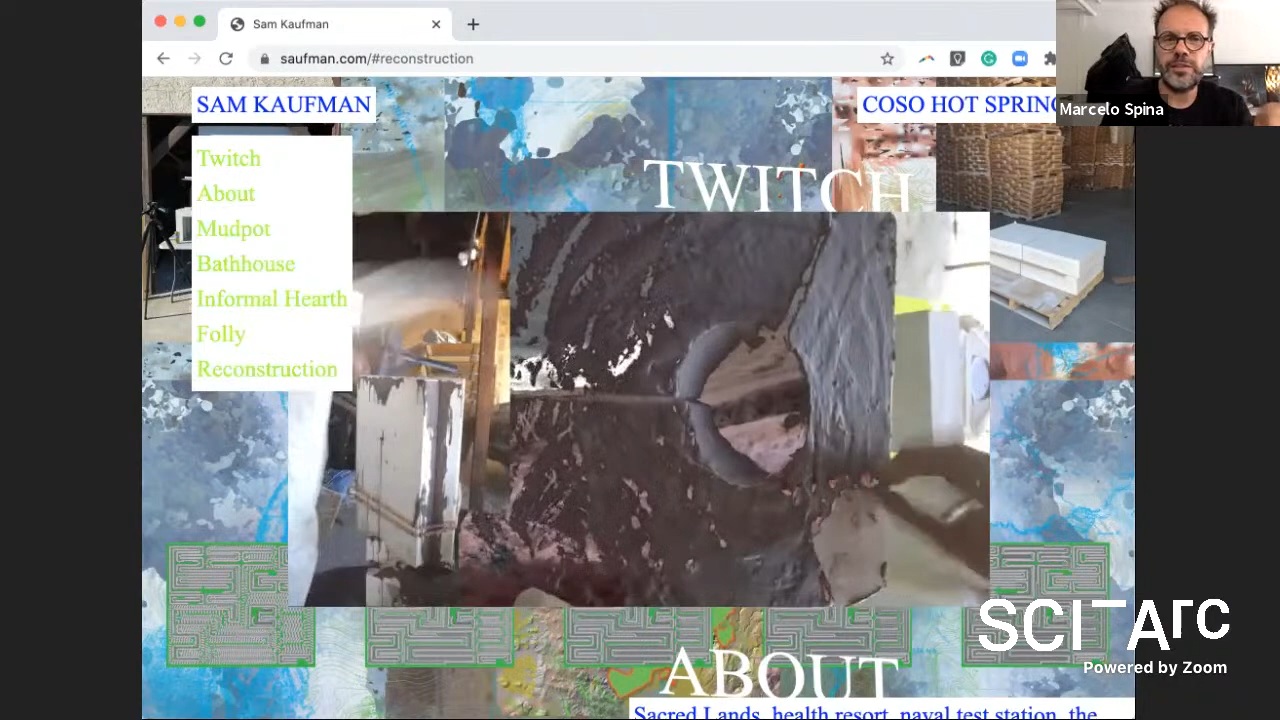 Sam Kaufman
saufman.com/#reconstruction
Marcelo Spina
SAM KAUFMAN
COSO HOT SPRING
Twitch
About
Mudpot
Bathhouse
Informal Hearth
Folly
Reconstruction
TWITCH
ABOUT
Sacred Lands, health resort, naval test station, the
SCI-Arc
Powered by Zoom